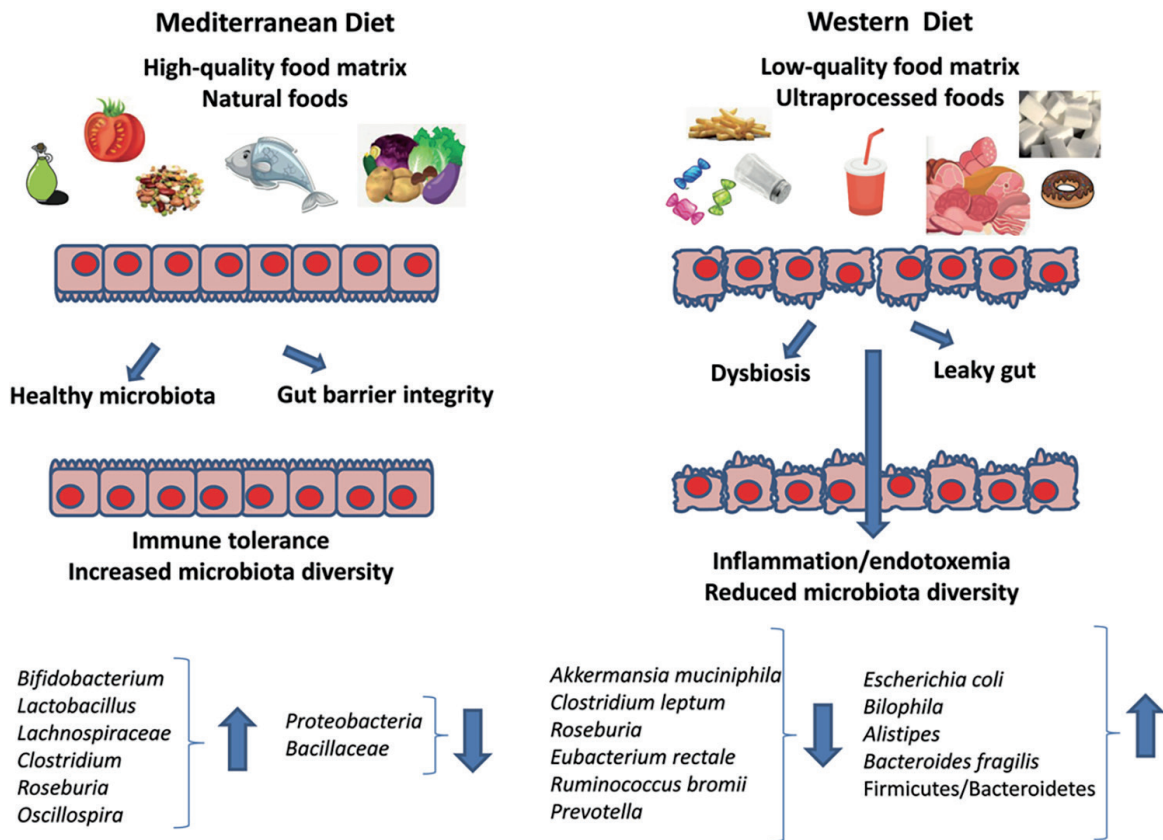 Mediterranean Diet
High-quality food matrix
Natural foods
Healthy microbiota
Gut barrier integrity
Immune tolerance
Increased microbiota diversity
Bifidobacterium
Lactobacillus
Lachnospiraceae
Clostridium
Roseburia
Oscillospira
Proteobacteria
Bacillaceae
Western Diet
Low-quality food matrix
Ultraprocessed foods
Dysbiosis
Leaky gut
Inflammation/endotoxemia
Reduced microbiota diversity
Akkermansia muciniphila
Clostridium leptum
Roseburia
Eubacterium rectale
Ruminococcus bromii
Prevotella
Escherichia coli
Bilophila
Alistipes
Bacteroides fragilis
Firmicutes/Bacteroidetes